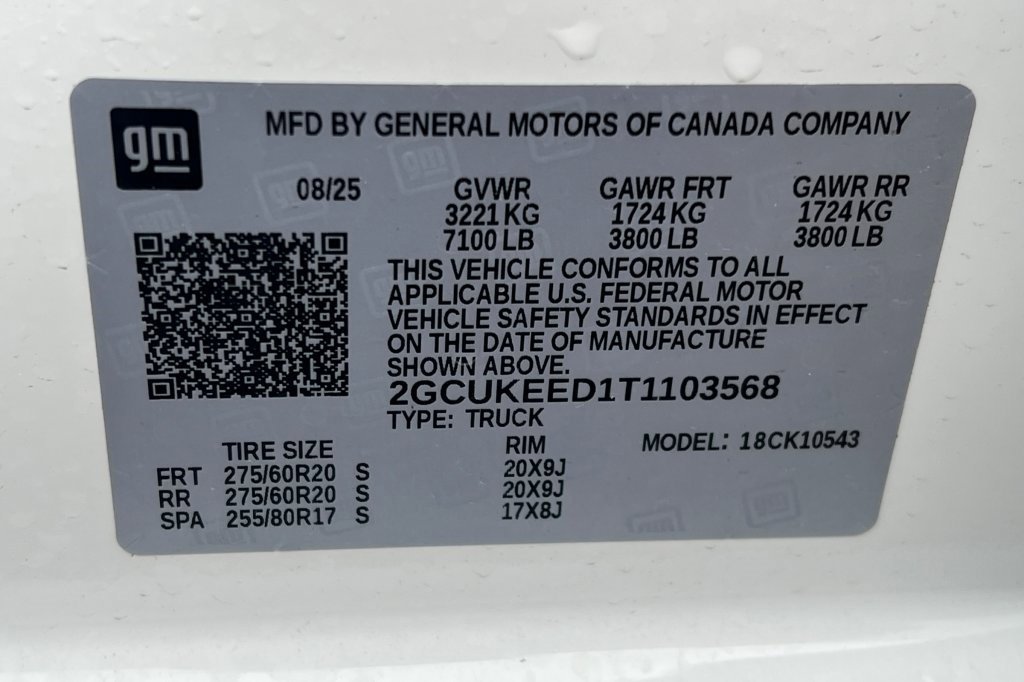 gm
MFD BY GENERAL MOTORS OF CANADA COMPANY
08/25 GVWR GAWR FRT GAWR RR
3221 KG 1724 KG 1724 KG
7100 LB 3800 LB 3800 LB
THIS VEHICLE CONFORMS TO ALL
APPLICABLE U.S. FEDERAL MOTOR
VEHICLE SAFETY STANDARDS IN EFFECT
ON THE DATE OF MANUFACTURE
SHOWN ABOVE.
2GCUKEED1T1103568
TYPE: TRUCK
TIRE SIZE RIM MODEL: 18CK10543
FRT 275/60R20 S 20X9J
RR 275/60R20 S 20X9J
SPA 255/80R17 S 17X8J